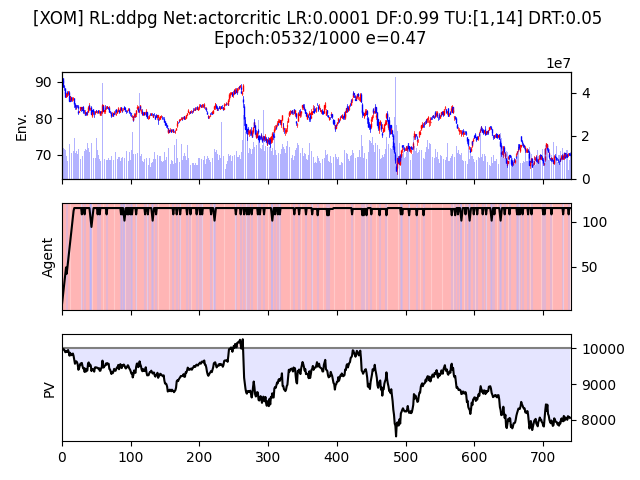 [XOM] RL:ddpg Net:actorcritic LR:0.0001 DF:0.99 TU:[1,14] DRT:0.05
Epoch:0532/1000 e=0.47
1e7
90
80
70
Env.
4
2
0
Agent
100
50
PV
10000
9000
8000
0 100 200 300 400 500 600 700